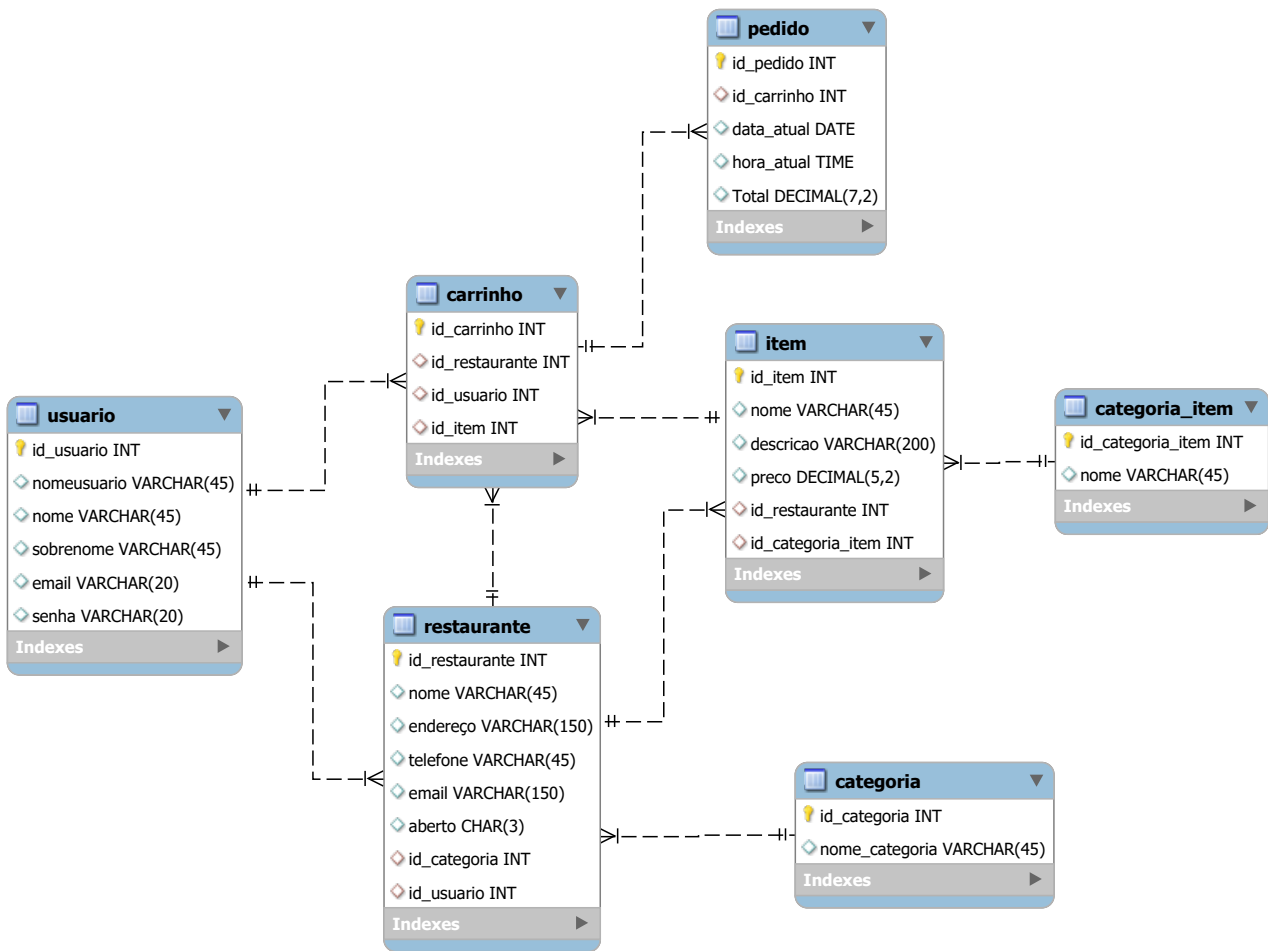 pedido
id_pedido INT
id_carrinho INT
data_atual DATE
hora_atual TIME
Total DECIMAL(7,2)
Indexes
carrinho
id_carrinho INT
id_restaurante INT
id_usuario INT
id_item INT
Indexes
item
id_item INT
nome VARCHAR(45)
descricao VARCHAR(200)
preco DECIMAL(5,2)
id_restaurante INT
id_categoria_item INT
Indexes
categoria_item
id_categoria_item INT
nome VARCHAR(45)
Indexes
usuario
id_usuario INT
nomeusuario VARCHAR(45)
nome VARCHAR(45)
sobrenome VARCHAR(45)
email VARCHAR(20)
senha VARCHAR(20)
Indexes
restaurante
id_restaurante INT
nome VARCHAR(45)
endereço VARCHAR(150)
telefone VARCHAR(45)
email VARCHAR(150)
aberto CHAR(3)
id_categoria INT
id_usuario INT
Indexes
categoria
id_categoria INT
nome_categoria VARCHAR(45)
Indexes